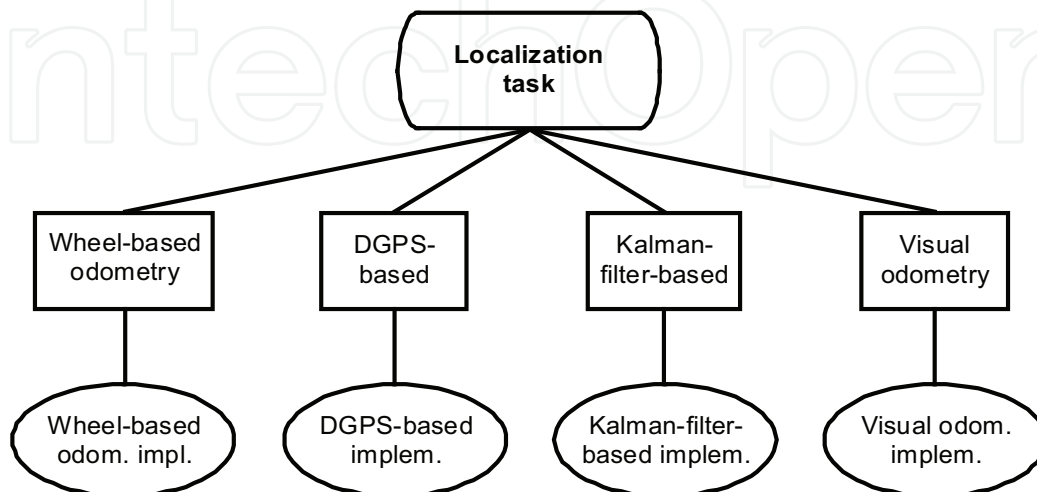 ntechOpen
Localization
task
Wheel-based
odometry
DGPS-
based
Kalman-
filter-based
Visual
odometry
Wheel-based
odom. impl.
DGPS-based
implem.
Kalman-filter-
based implem.
Visual odom.
implem.